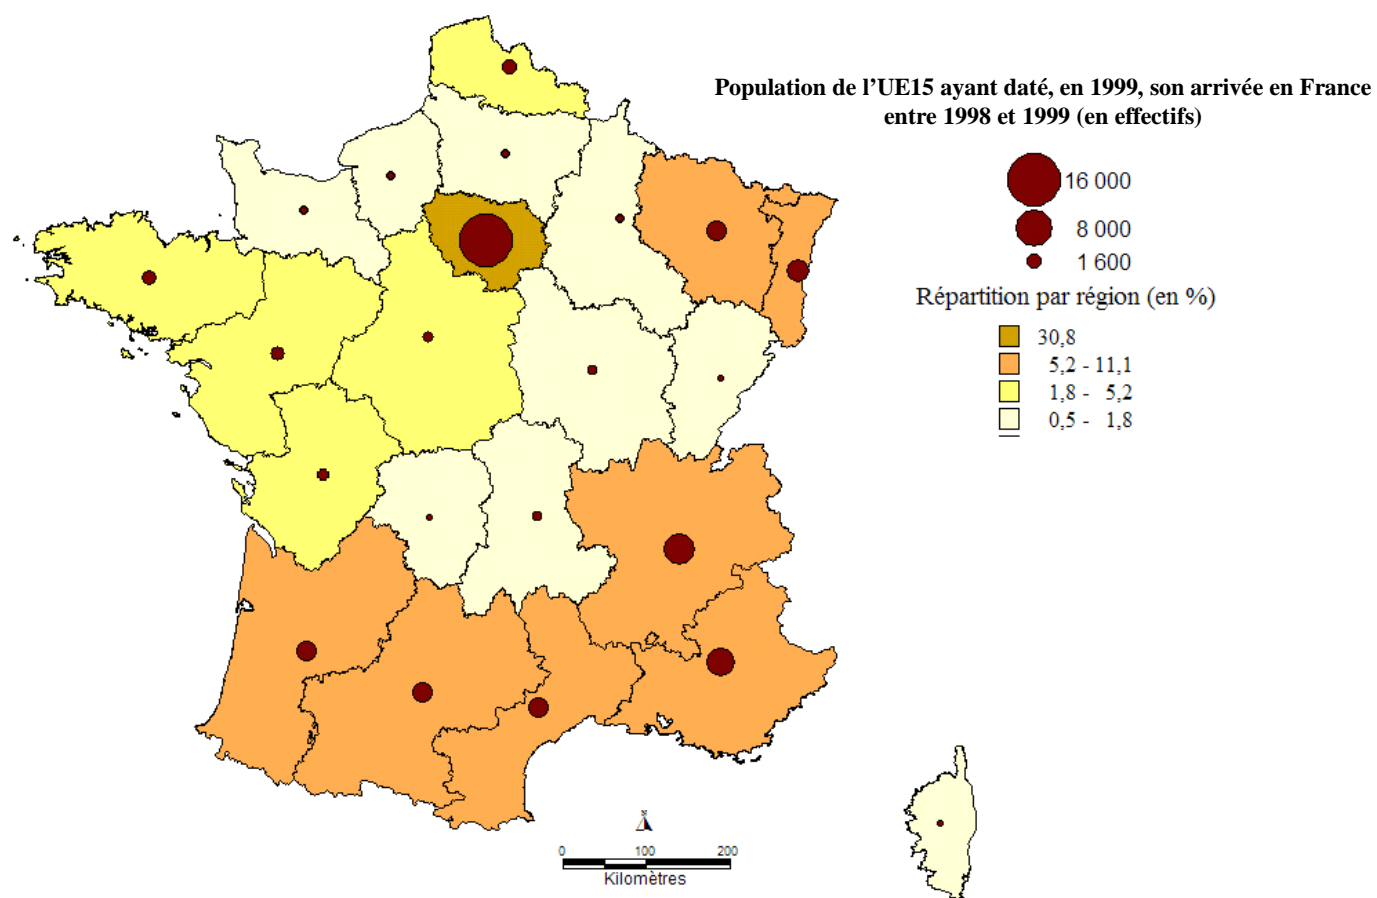 Population de l’UE15 ayant daté, en 1999, son arrivée en France
entre 1998 et 1999 (en effectifs)
16 000
8 000
1 600
Répartition par région (en %)
30,8
5,2 - 11,1
1,8 - 5,2
0,5 - 1,8
N
0 100 200
Kilomètres